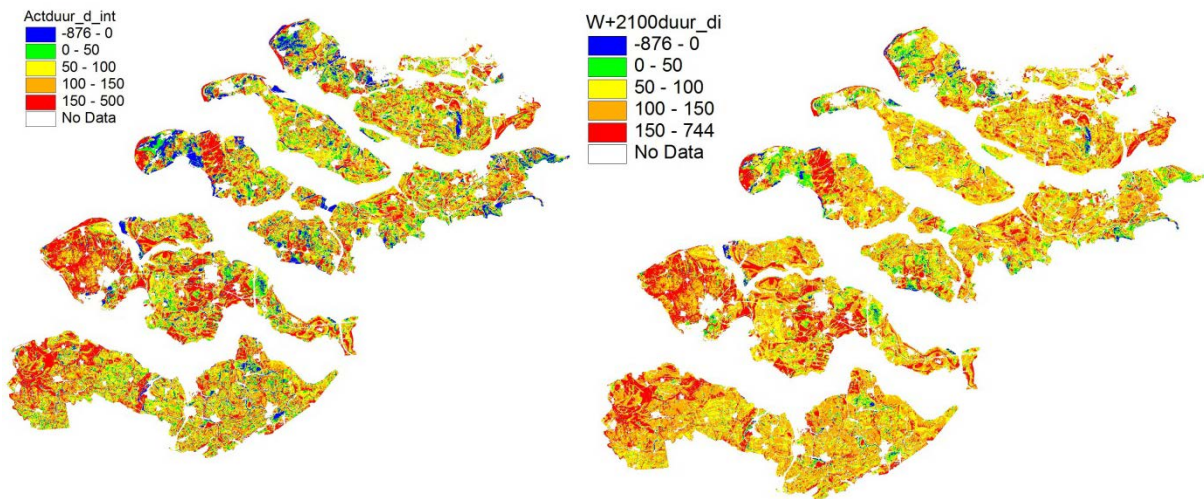 Actduur_d_int
-876 - 0
0 - 50
50 - 100
100 - 150
150 - 500
No Data
W+2100duur_di
-876 - 0
0 - 50
50 - 100
100 - 150
150 - 744
No Data